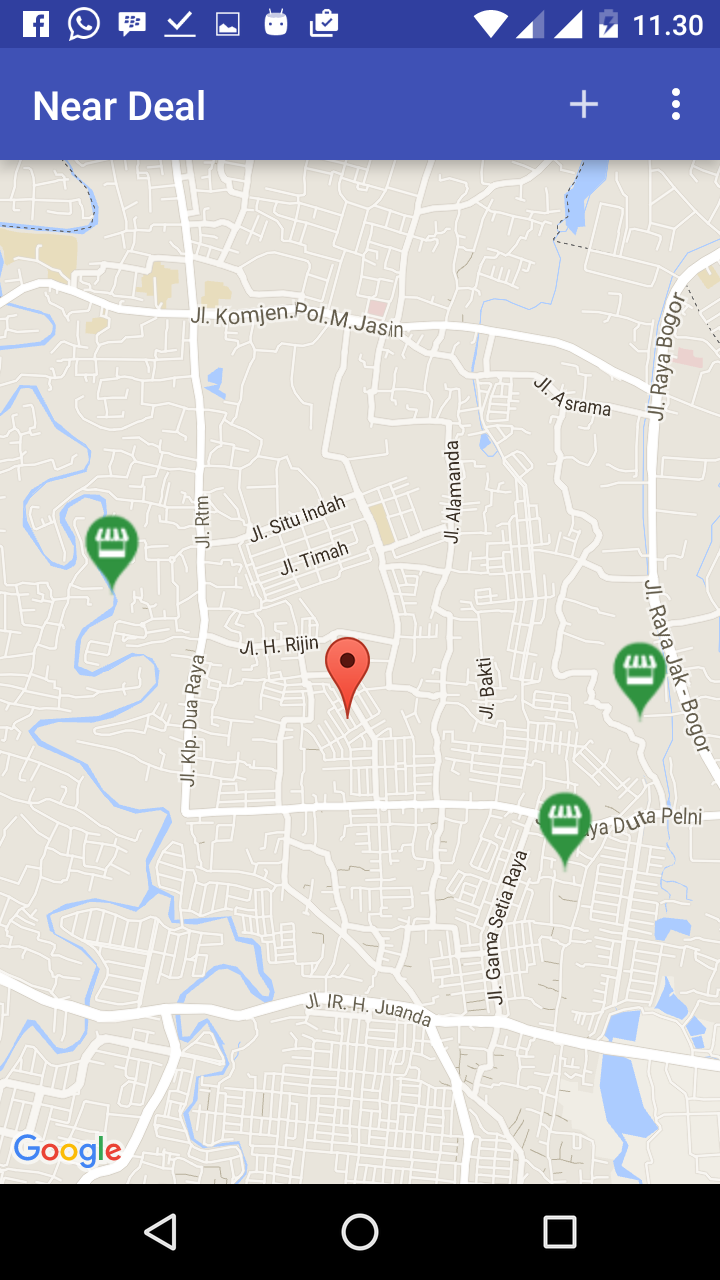 11.30
Near Deal
Jl. Komjen.Pol.M.Jasin
Jl. Raya Bogor
Jl. Asrama
Jl. Alamanda
Jl. Rtm
Jl. Situ Indah
Jl. Timah
Jl. H. Rijin
Jl. Raya Jak - Bogor
Jl. Bakti
Jl. Klp. Dua Raya
Duta Pelni
Jl. Gama Setia Raya
Jl IR. H. Juanda
Google